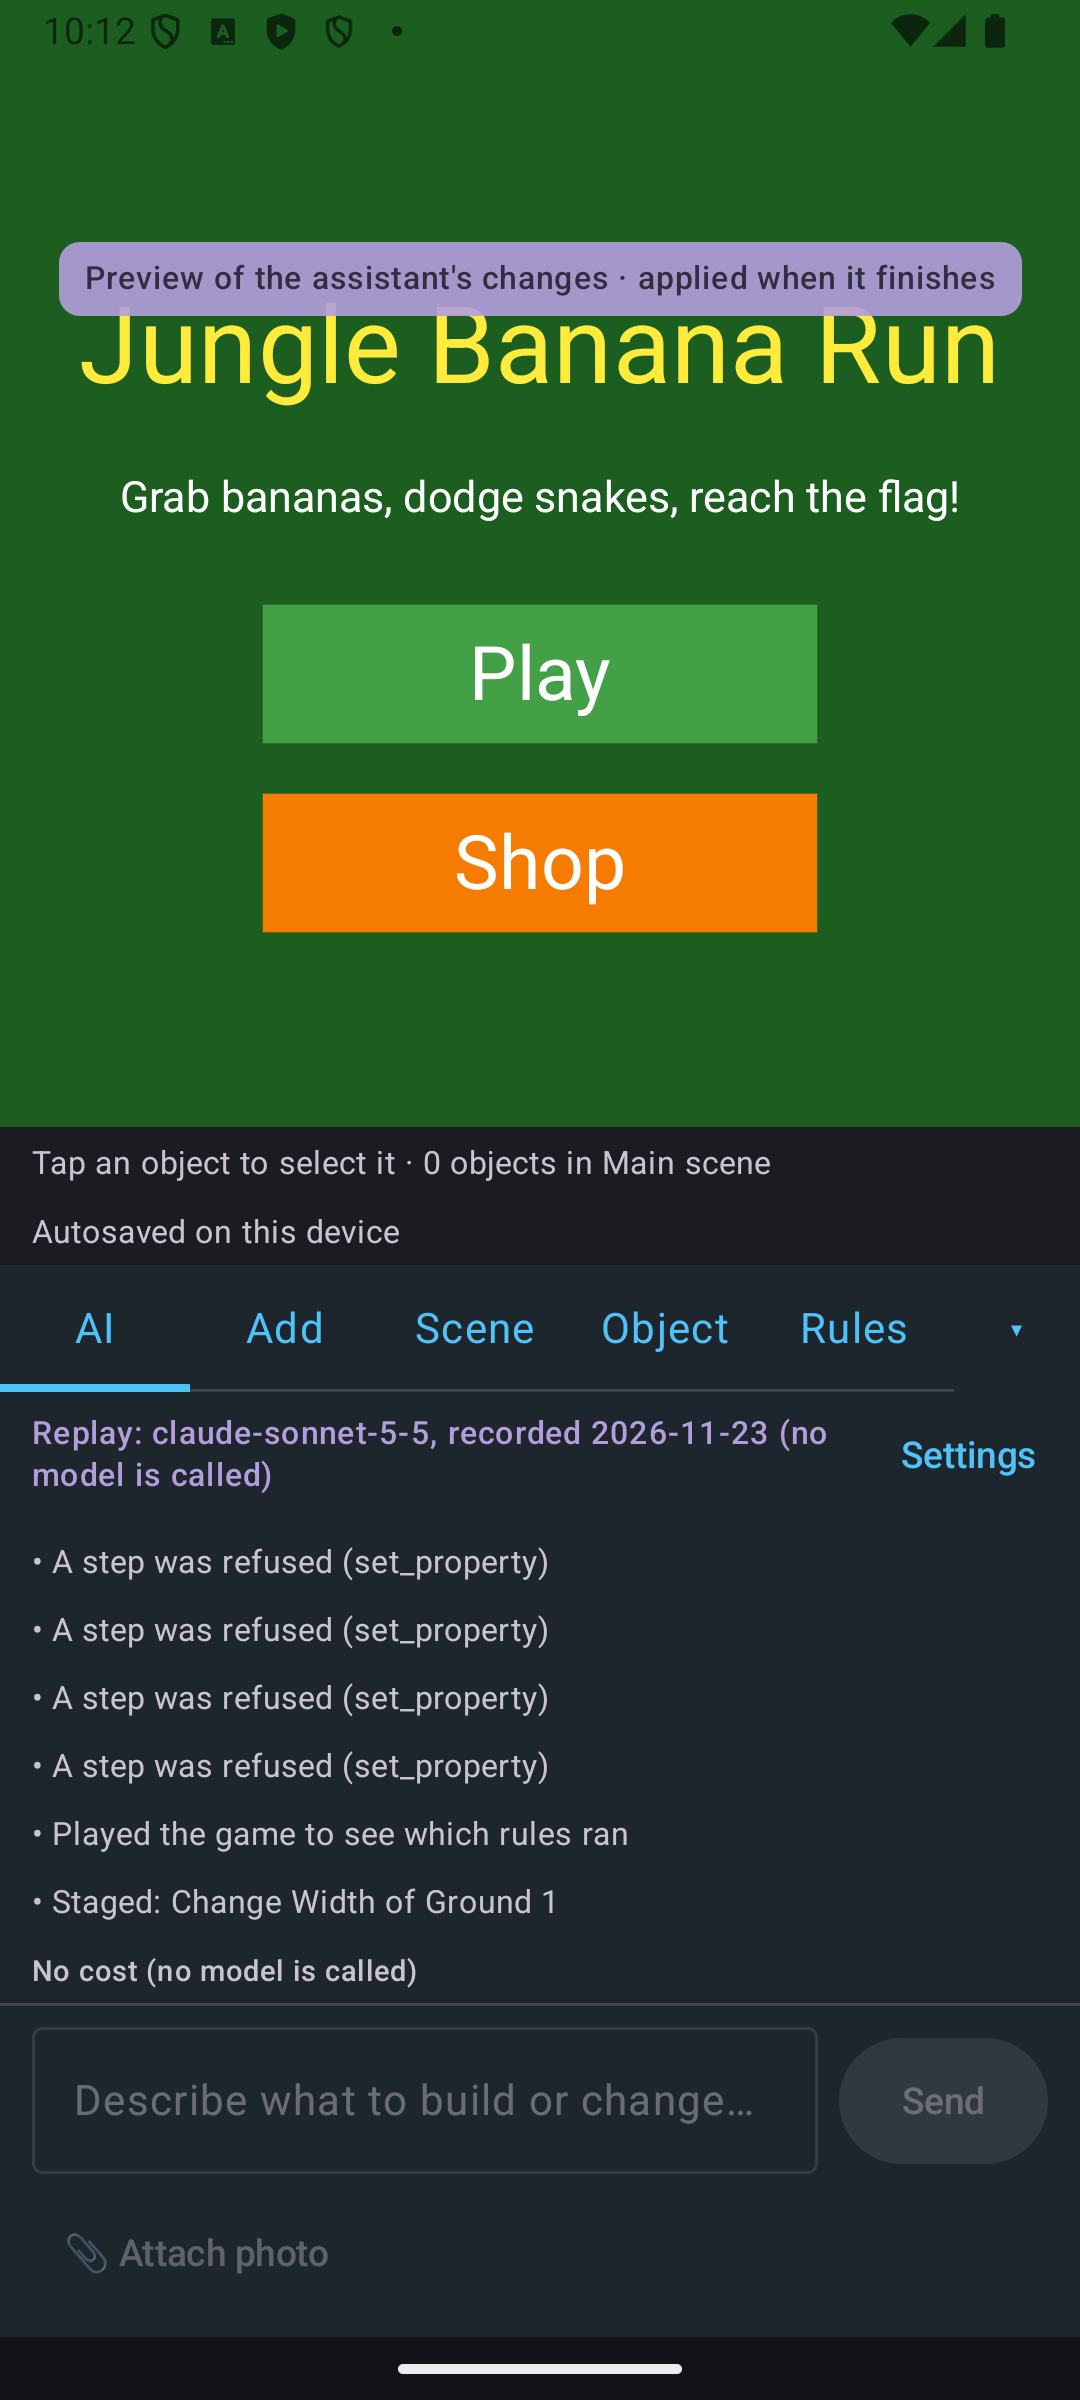 10:12
Preview of the assistant's changes · applied when it finishes
Jungle Banana Run
Grab bananas, dodge snakes, reach the flag!
Play
Shop
Tap an object to select it · 0 objects in Main scene
Autosaved on this device
AI Add Scene Object Rules ▾
Replay: claude-sonnet-5-5, recorded 2026-11-23 (no
model is called)
Settings
• A step was refused (set_property)
• A step was refused (set_property)
• A step was refused (set_property)
• A step was refused (set_property)
• Played the game to see which rules ran
• Staged: Change Width of Ground 1
No cost (no model is called)
Describe what to build or change…
Send
📎 Attach photo